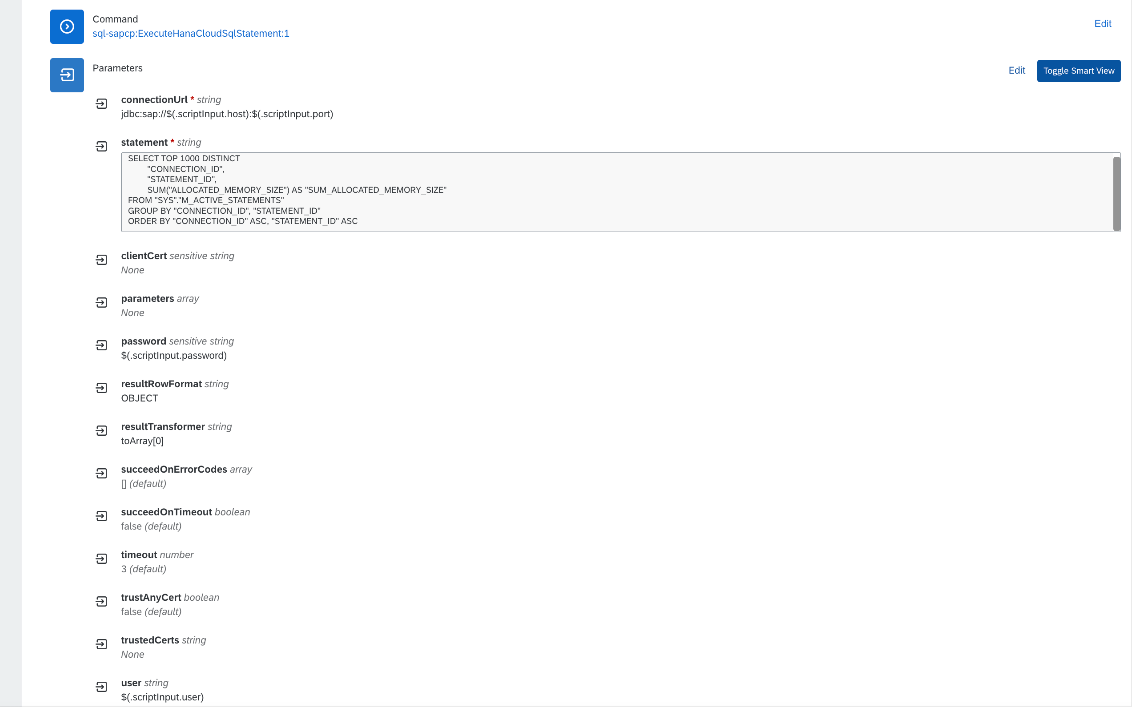 Command
sql-sapcp:ExecuteHanaCloudSqlStatement:1
Edit
Parameters
Edit
Toggle Smart View
connectionUrl * string
jdbc:sap://$(.scriptInput.host):$(.scriptInput.port)
statement * string
SELECT TOP 1000 DISTINCT
"CONNECTION_ID",
"STATEMENT_ID",
SUM("ALLOCATED_MEMORY_SIZE") AS "SUM_ALLOCATED_MEMORY_SIZE"
FROM "SYS"."M_ACTIVE_STATEMENTS"
GROUP BY "CONNECTION_ID", "STATEMENT_ID"
ORDER BY "CONNECTION_ID" ASC, "STATEMENT_ID" ASC
clientCert sensitive string
None
parameters array
None
password sensitive string
$(.scriptInput.password)
resultRowFormat string
OBJECT
resultTransformer string
toArray[0]
succeedOnErrorCodes array
[] (default)
succeedOnTimeout boolean
false (default)
timeout number
3 (default)
trustAnyCert boolean
false (default)
trustedCerts string
None
user string
$(.scriptInput.user)